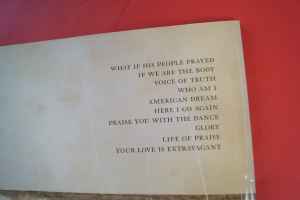 WHAT IF HIS PEOPLE PRAYED
IF WE ARE THE BODY
VOICE OF TRUTH
WHO AM I
AMERICAN DREAM
HERE I GO AGAIN
PRAISE YOU WITH THE DANCE
GLORY
LIFE OF PRAISE
YOUR LOVE IS EXTRAVAGANT